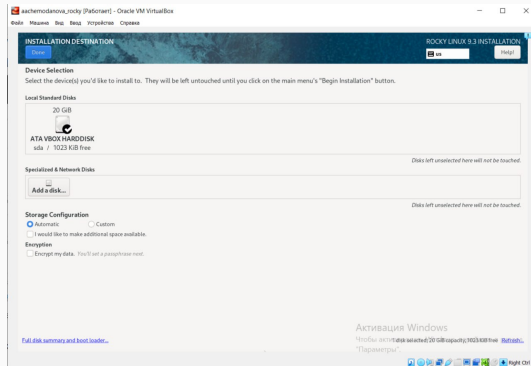 aachemodanova_rocky [Работает] - Oracle VM VirtualBox
Файл Машина Вид Ввод Устройства Справка
INSTALLATION DESTINATION
ROCKY LINUX 9.3 INSTALLATION
Done
us
Help!
Device Selection
Select the device(s) you'd like to install to. They will be left untouched until you click on the main menu's "Begin Installation" button.
Local Standard Disks
20 GiB
ATA VBOX HARDDISK
sda / 1023 KiB free
Disks left unselected here will not be touched.
Specialized & Network Disks
Add a disk...
Disks left unselected here will not be touched.
Storage Configuration
Automatic Custom
I would like to make additional space available.
Encryption
Encrypt my data. You'll set a passphrase next.
Активация Windows
Чтобы
"Параметры".
Full disk summary and boot loader...
1 disk selected; 20 GiB capacity; 1023 KiB free Refresh...
Right Ctrl